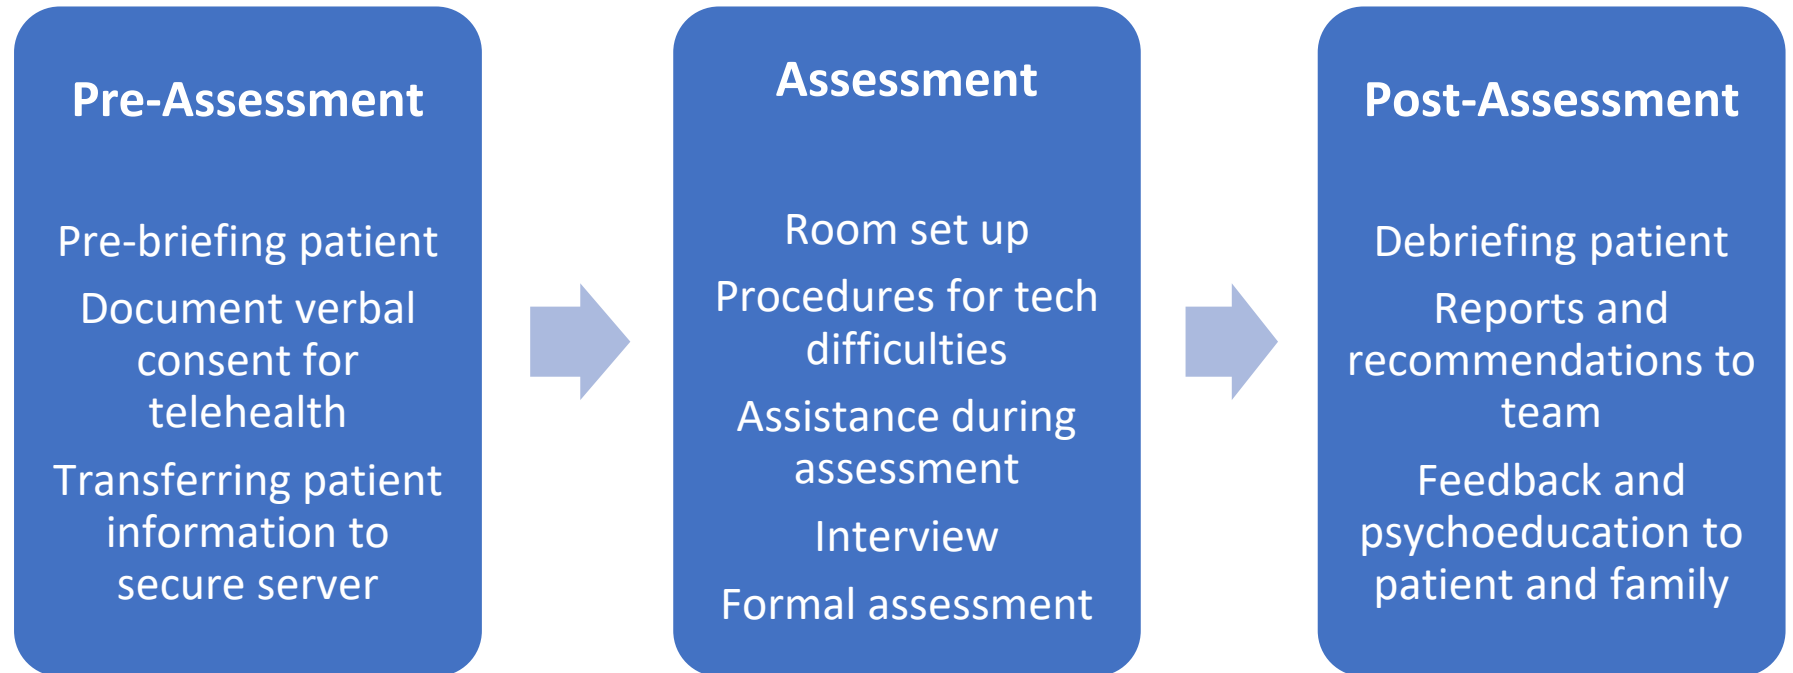 Pre-Assessment
Pre-briefing patient
Document verbal
consent for
telehealth
Transferring patient
information to
secure server
Assessment
Room set up
Procedures for tech
difficulties
Assistance during
assessment
Interview
Formal assessment
Post-Assessment
Debriefing patient
Reports and
recommendations to
team
Feedback and
psychoeducation to
patient and family